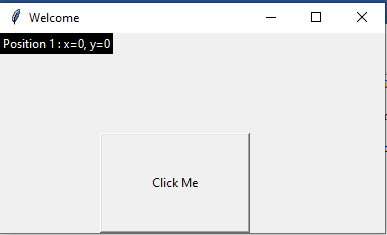 Welcome
Position 1 : x=0, y=0
Click Me